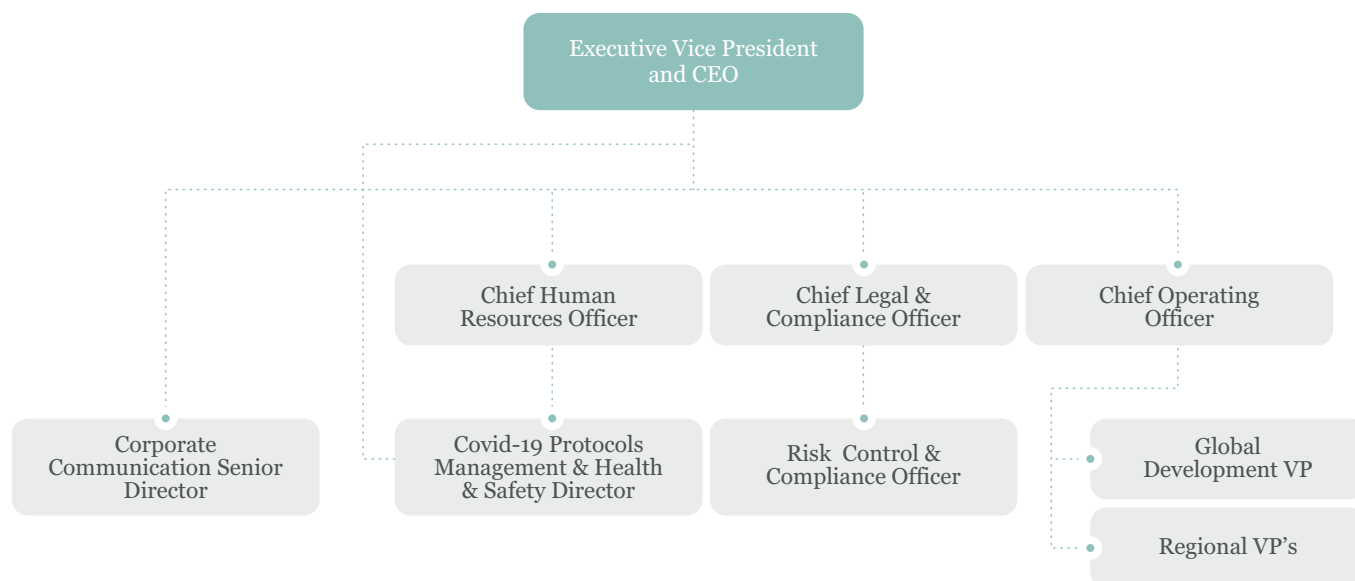 Executive Vice President
and CEO
Chief Human
Resources Officer
Chief Legal &
Compliance Officer
Chief Operating
Officer
Corporate
Communication Senior
Director
Covid-19 Protocols
Management & Health
& Safety Director
Risk Control &
Compliance Officer
Global
Development VP
Regional VP’s